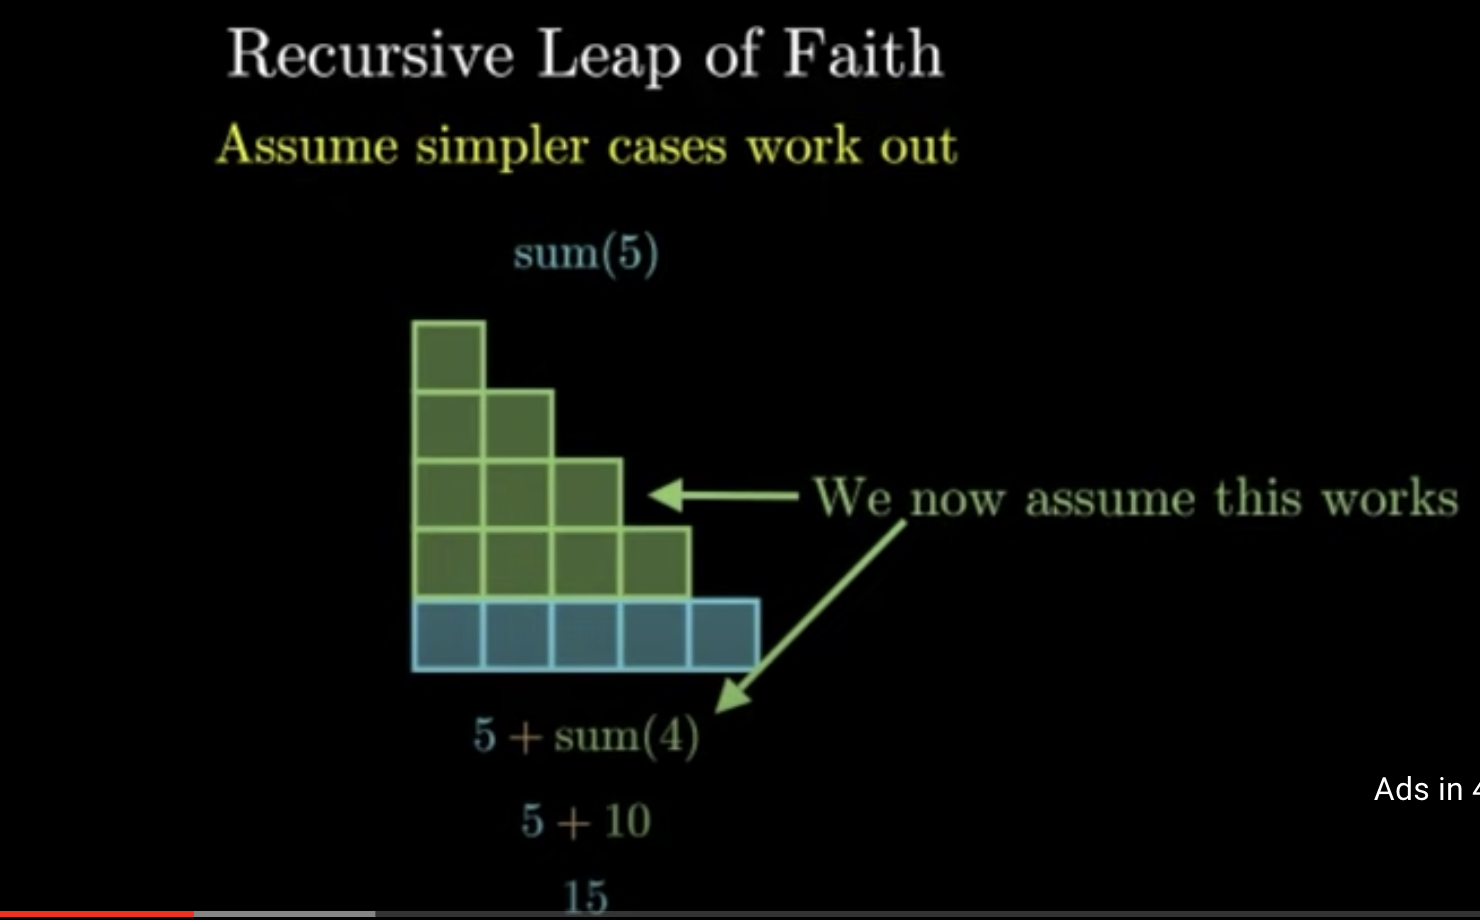 Recursive Leap of Faith
Assume simpler cases work out
sum(5)
We now assume this works
5 + sum(4)
5 + 10
Ads in
15